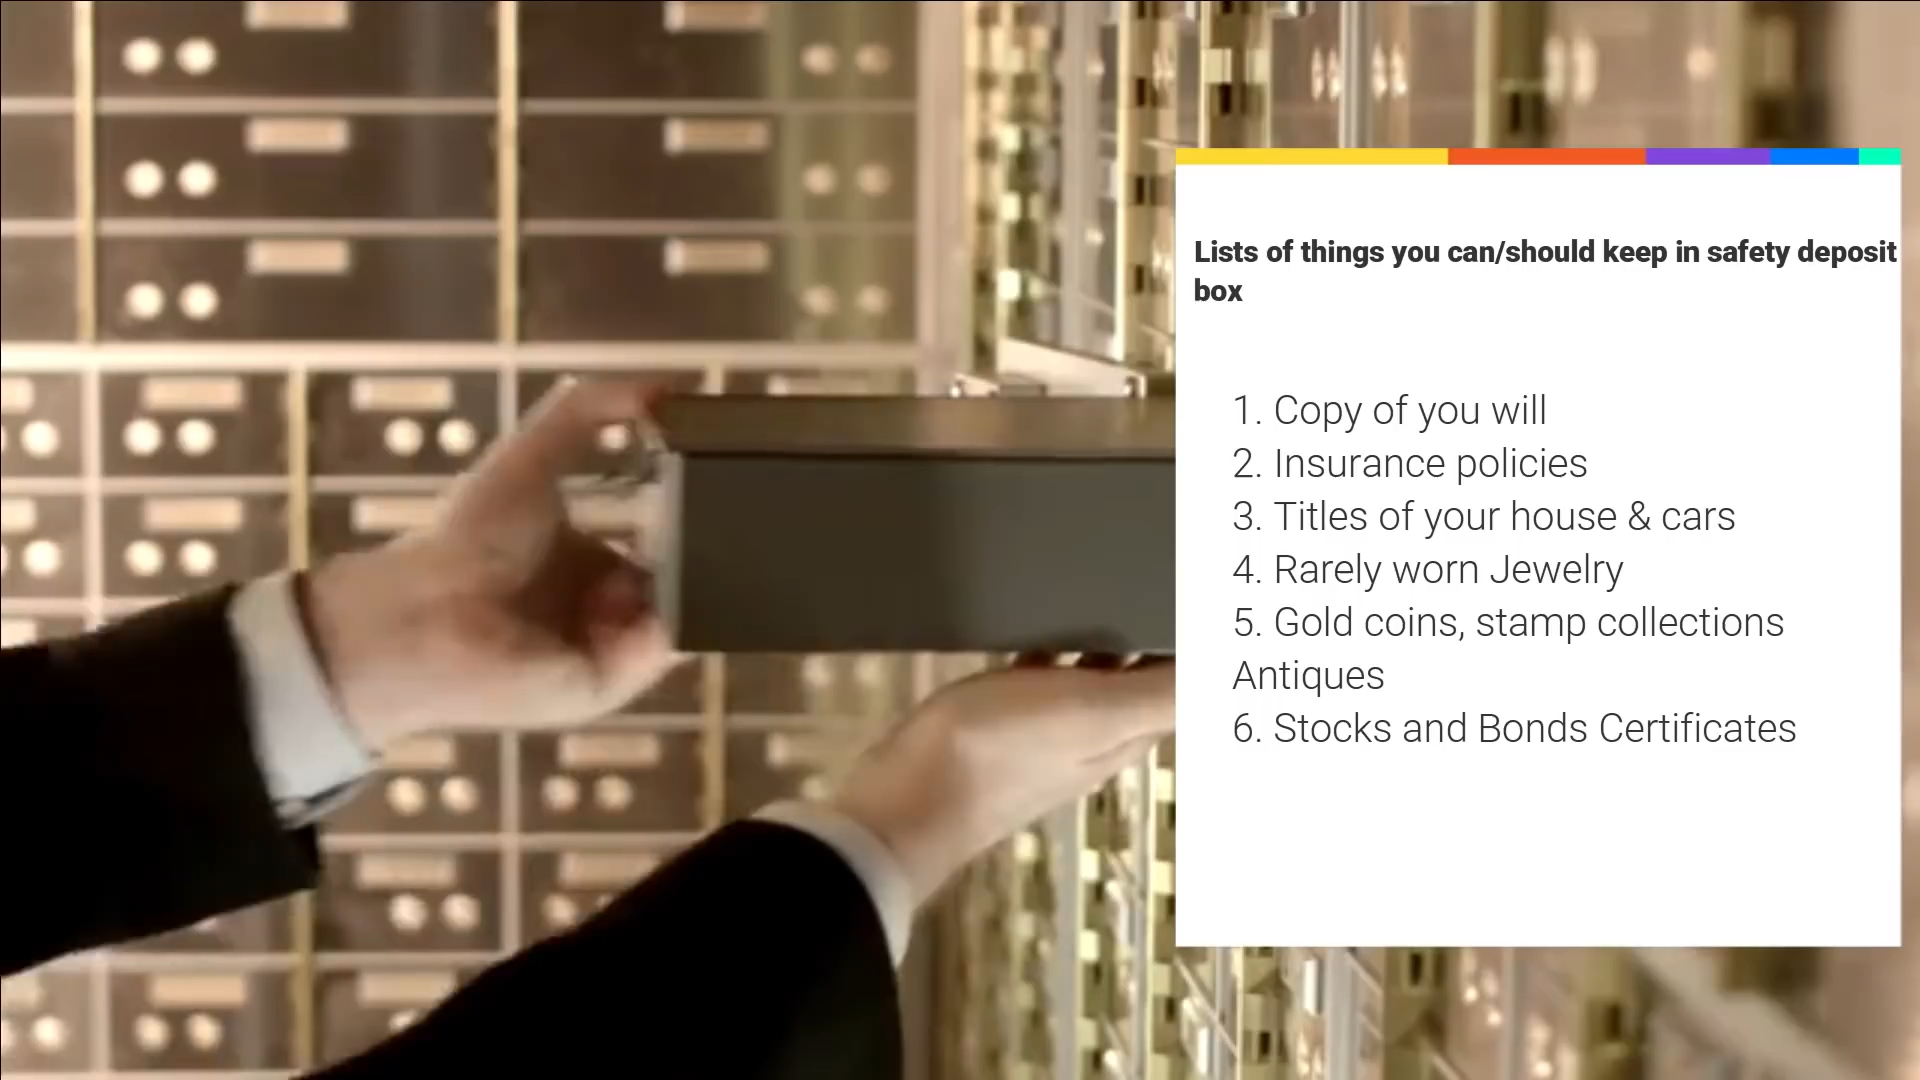 Lists of things you can/should keep in safety deposit
box
1. Copy of you will
2. Insurance policies
3. Titles of your house & cars
4. Rarely worn Jewelry
5. Gold coins, stamp collections
Antiques
6. Stocks and Bonds Certificates